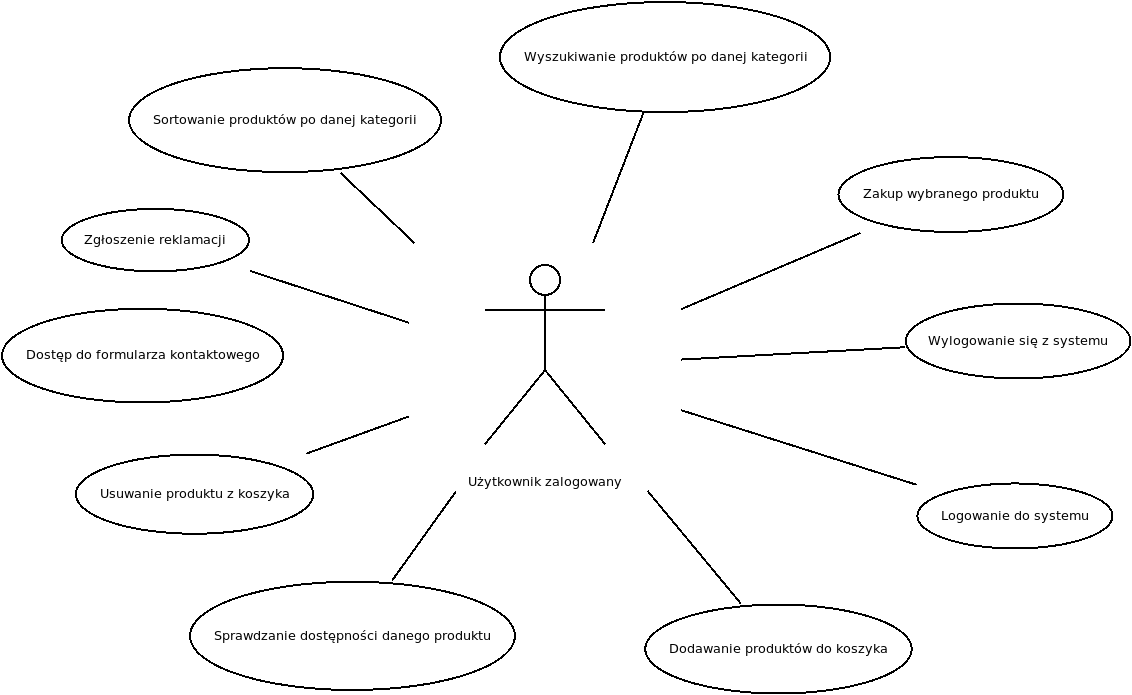 Wyszukiwanie produktów po danej kategorii
Sortowanie produktów po danej kategorii
Zakup wybranego produktu
Zgłoszenie reklamacji
Wylogowanie się z systemu
Dostęp do formularza kontaktowego
Użytkownik zalogowany
Usuwanie produktu z koszyka
Logowanie do systemu
Sprawdzanie dostępności danego produktu
Dodawanie produktów do koszyka